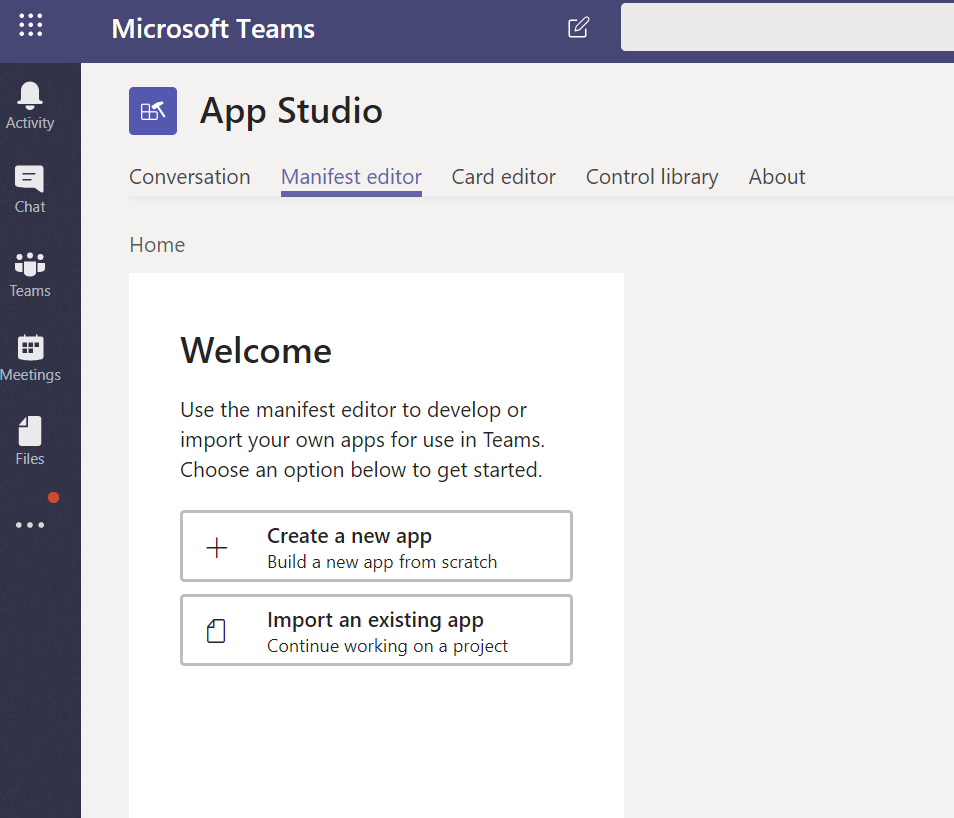 Microsoft Teams
Activity
Chat
Teams
Meetings
Files
App Studio
Conversation Manifest editor Card editor Control library About
Home
Welcome
Use the manifest editor to develop or
import your own apps for use in Teams.
Choose an option below to get started.
Create a new app
Build a new app from scratch
Import an existing app
Continue working on a project